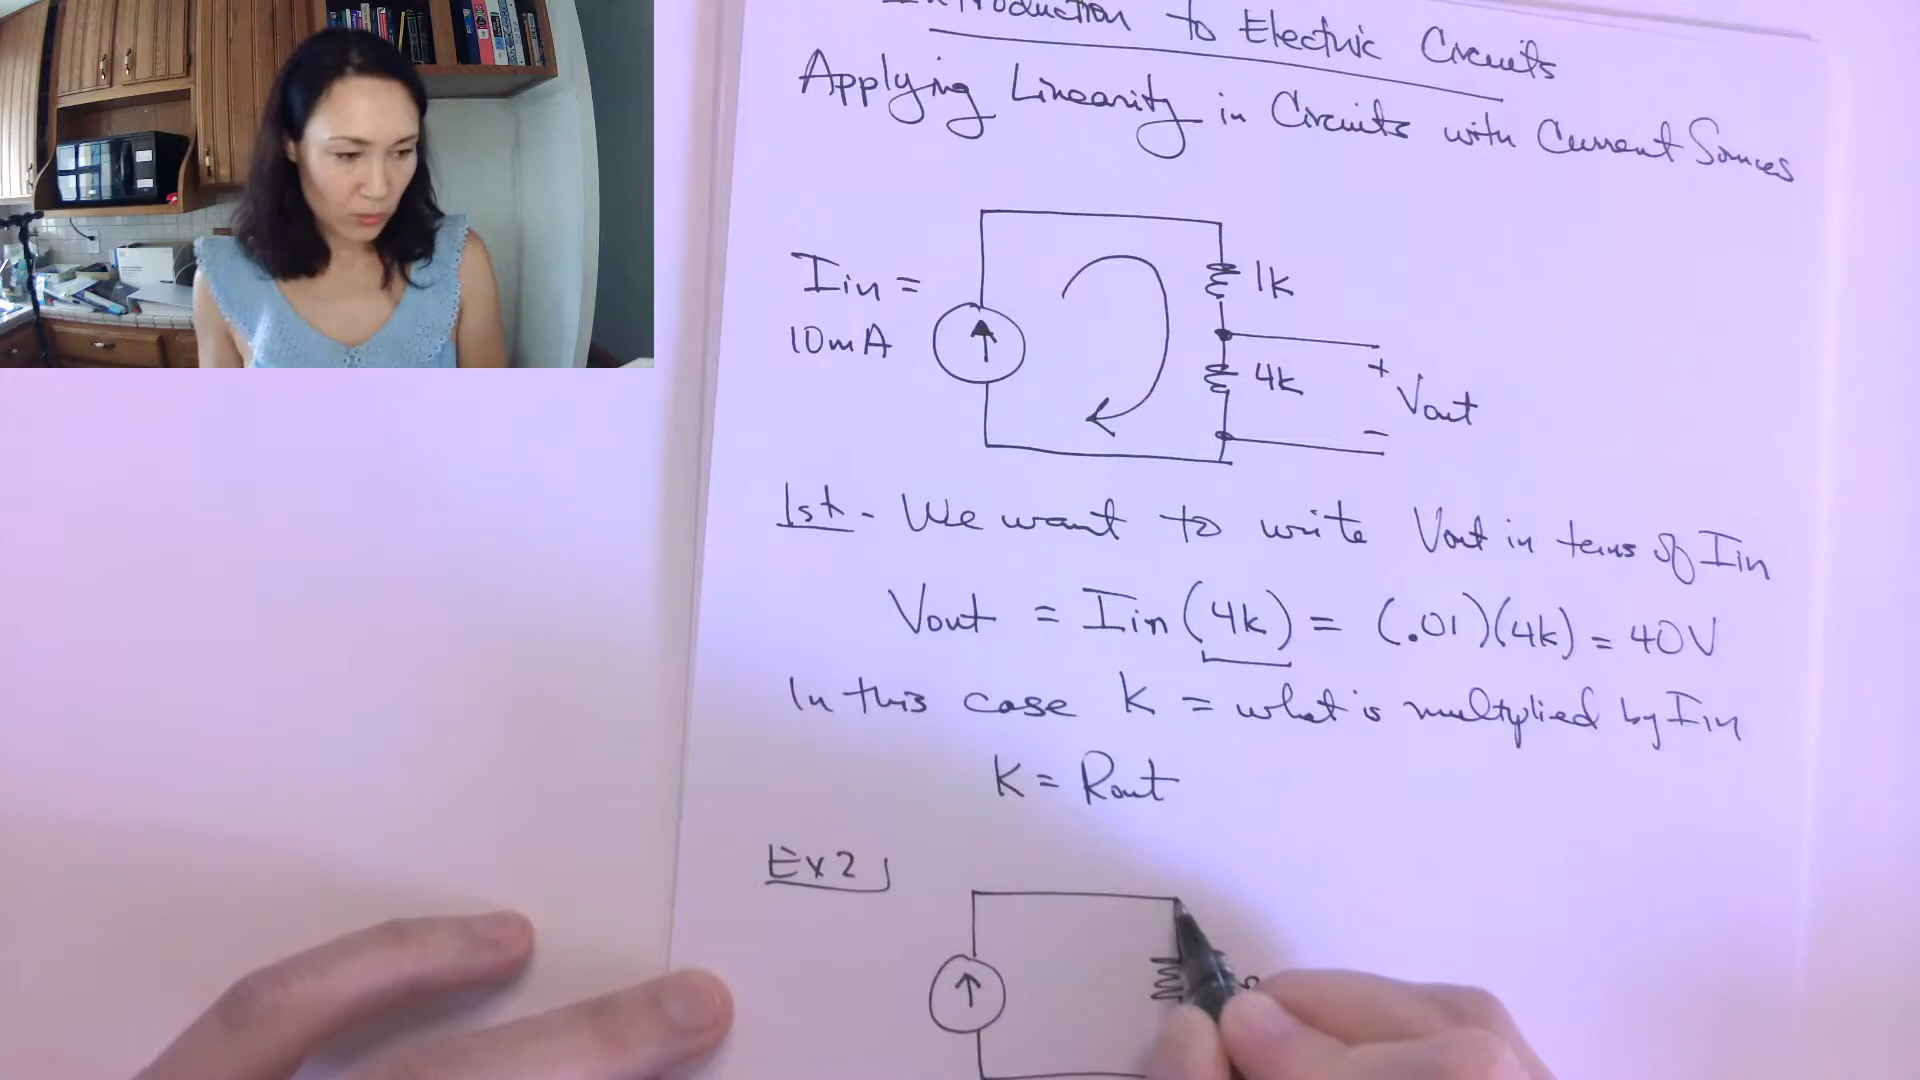 Introduction to Electric Circuits
Applying Linearity in Circuits with Current Sources
Iin =
10mA
1k
4k
+
Vout
-
1st - We want to write Vout in terms of Iin
Vout = Iin (4k) = (.01)(4k) = 40V
In this case K = what is multiplied by Iin
K = Rout
Ex 2